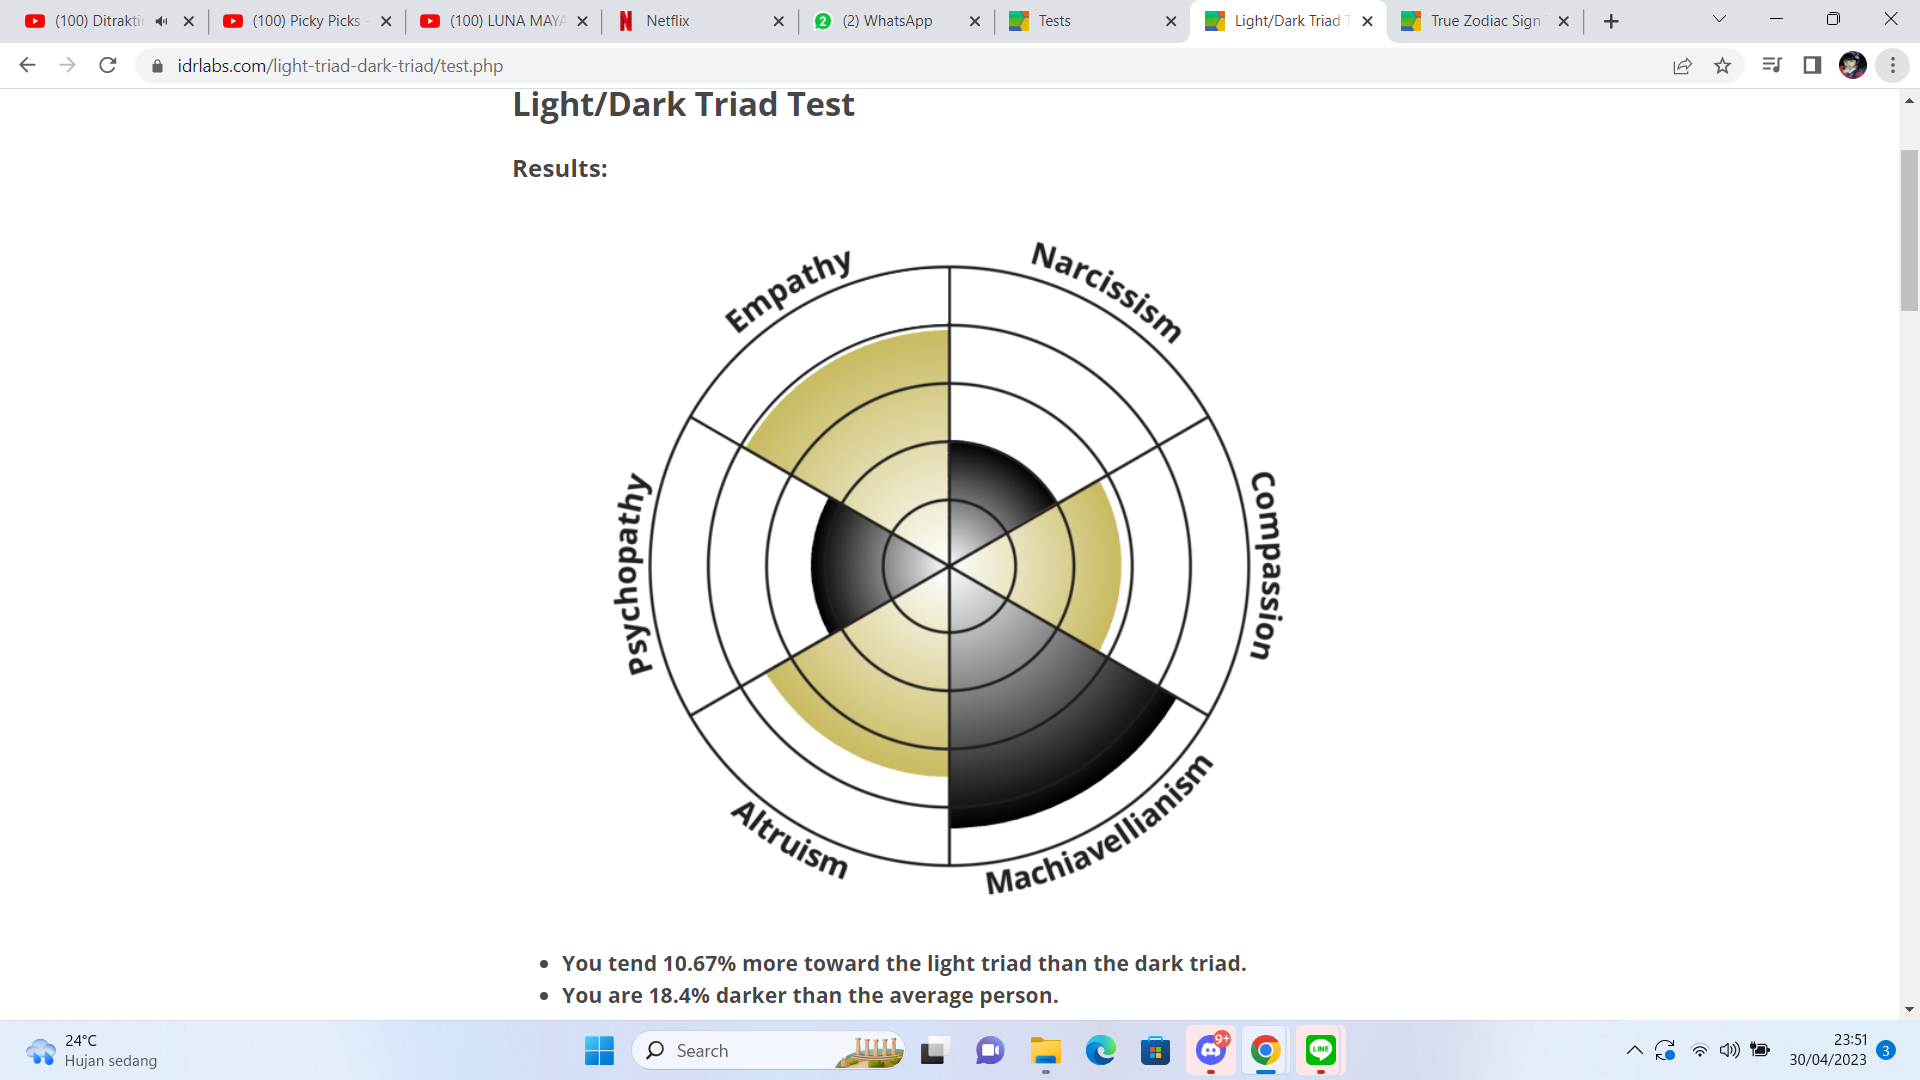 (100) Ditraktir
(100) Picky Picks -
(100) LUNA MAYA
Netflix
(2) WhatsApp
Tests
Light/Dark Triad T
True Zodiac Sign T
idrlabs.com/light-triad-dark-triad/test.php
Light/Dark Triad Test
Results:
Empathy
Narcissism
Psychopathy
Compassion
Altruism
Machiavellianism
You tend 10.67% more toward the light triad than the dark triad.
You are 18.4% darker than the average person.
24°C
Hujan sedang
Search
9+
LINE
23:51
30/04/2023
3